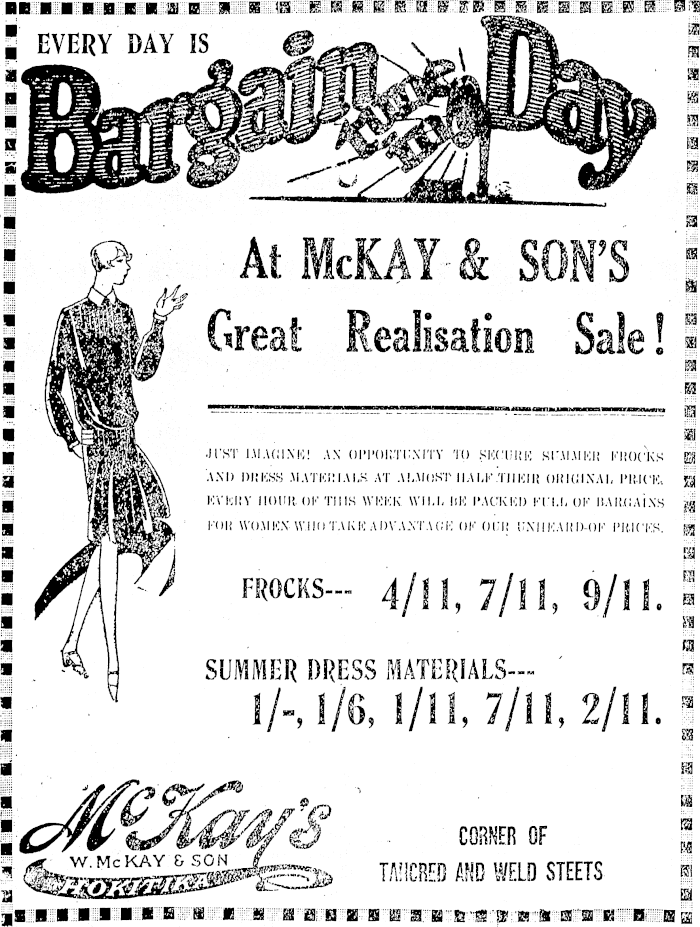 EVERY DAY IS
Bargain Day
At McKAY & SON'S
Great Realisation Sale!
JUST IMAGINE! AN OPPORTUNITY TO SECURE SUMMER FROCKS
AND DRESS MATERIALS AT ALMOST HALF THEIR ORIGINAL PRICE,
EVERY HOUR OF THIS WEEK WILL BE PACKED FULL OF BARGAINS
FOR WOMEN WHO TAKE ADVANTAGE OF OUR UNHEARD-OF PRICES.
FROCKS--- 4/11, 7/11, 9/11.
SUMMER DRESS MATERIALS----
1/-, 1/6, 1/11, 7/11, 2/11.
McKay's
W. McKAY & SON
HOKITIKA
CORNER OF
TANCRED AND WELD STEETS